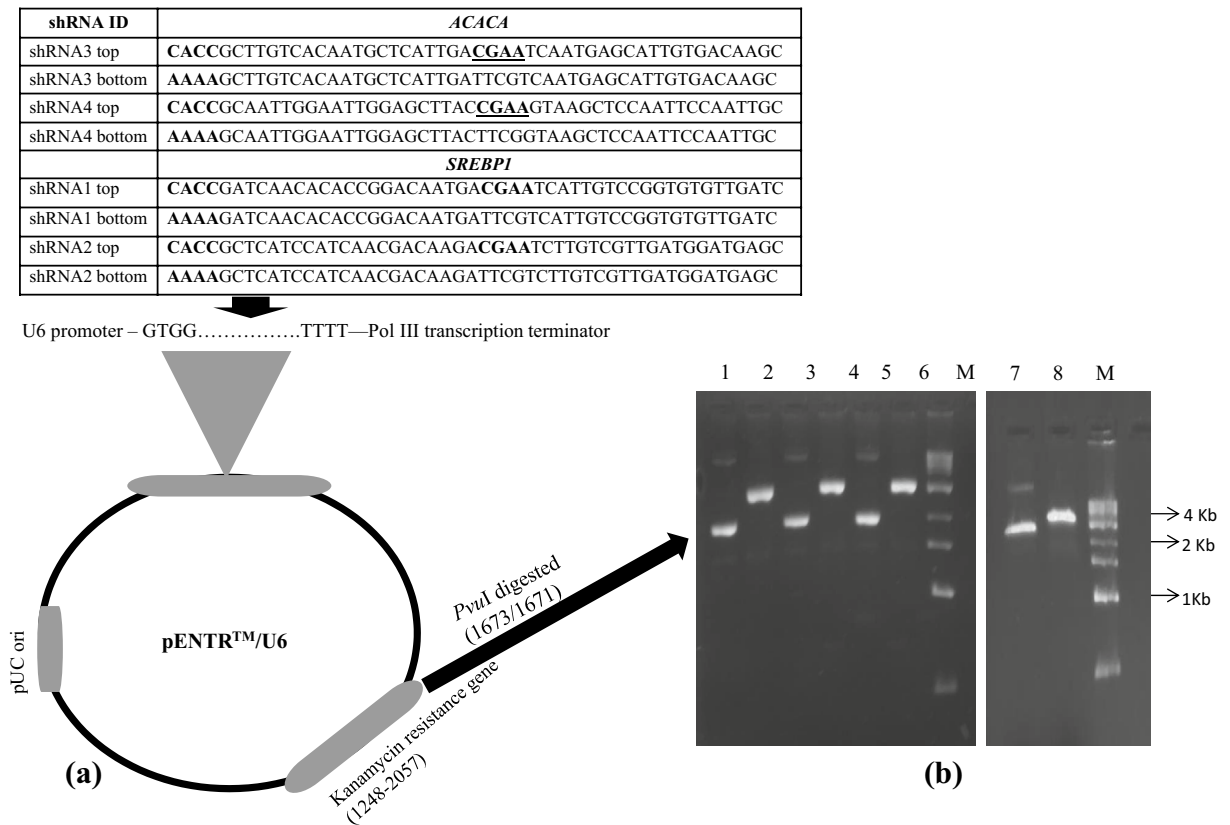 shRNA ID ACACA
shRNA3 top CACCGCTTGTCACAATGCTCATTGACGAATCAATGAGCATTGTGACAAGC
shRNA3 bottom AAAAGCTTGTCACAATGCTCATTGATTCGTCAATGAGCATTGTGACAAGC
shRNA4 top CACCGCAATTGGAATTGGAGCTTACCGAAGTAAGCTCCAATTCCAATTGC
shRNA4 bottom AAAAGCAATTGGAATTGGAGCTTACTTCGGTAAGCTCCAATTCCAATTGC
SREBP1
shRNA1 top CACCGATCAACACACCGGACAATGACGAATCATTGTCCGGTGTGTTGATC
shRNA1 bottom AAAAGATCAACACACCGGACAATGATTCGTCATTGTCCGGTGTGTTGATC
shRNA2 top CACCGCTCATCCATCAACGACAAGACGAATCTTGTCGTTGATGGATGAGC
shRNA2 bottom AAAAGCTCATCCATCAACGACAAGATTCGTCTTGTCGTTGATGGATGAGC
U6 promoter – GTGG................TTTT—Pol III transcription terminator
pUC ori
pENTR™/U6
PvuI digested
(1673/1671)
Kanamycin resistance gene
(1248-2057)
(a)
1 2 3 4 5 6 M 7 8 M
4 Kb
2 Kb
1Kb
(b)